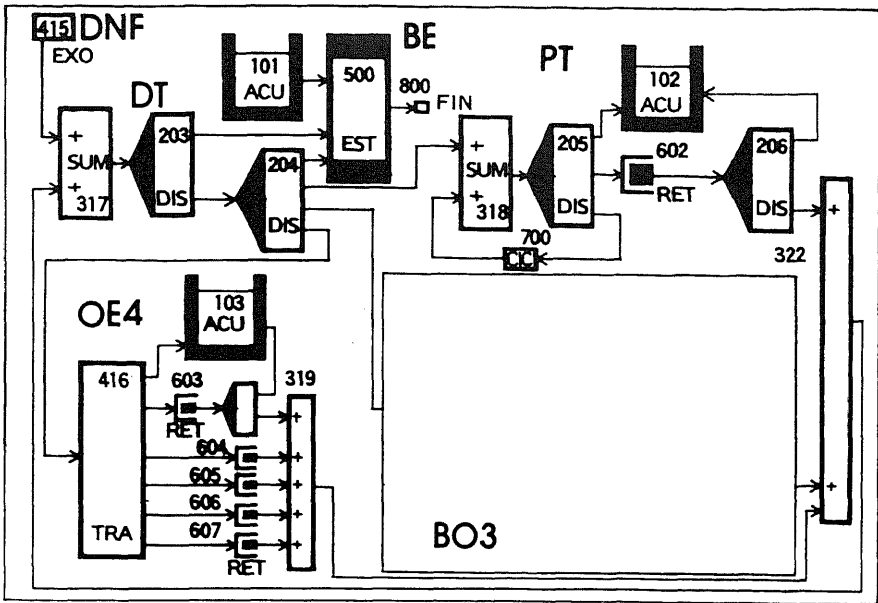 415 DNF
EXO
BE
PT
DT
101
ACU
500
EST
800
FIN
102
ACU
+
SUM
+
317
203
DIS
204
DIS
+
SUM
+
318
205
DIS
602
RET
206
DIS
700
CC
322
+
+
OE4
103
ACU
416
TRA
603
RET
319
+
604
+
605
+
606
+
607
+
RET
BO3